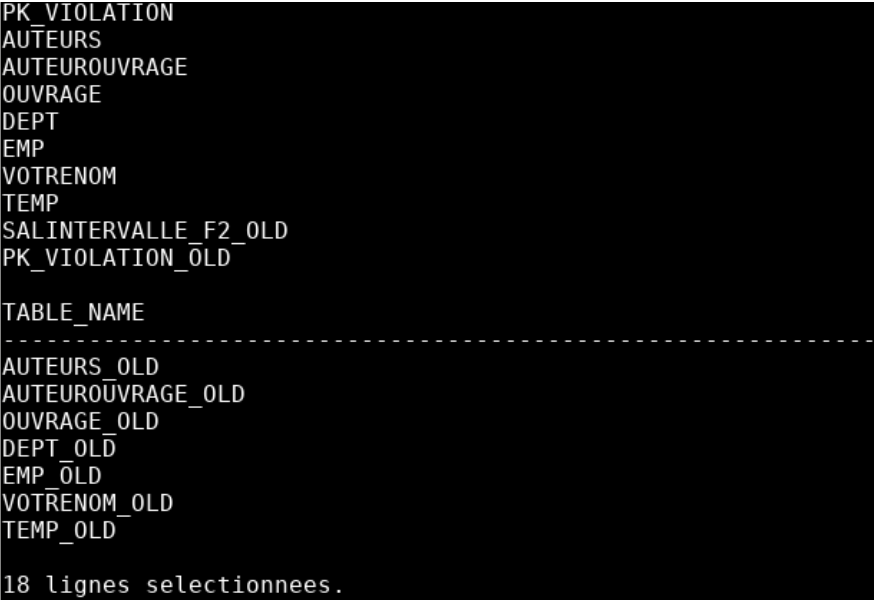 PK_VIOLATION
AUTEURS
AUTEUROUVRAGE
OUVRAGE
DEPT
EMP
VOTRENOM
TEMP
SALINTERVALLE_F2_OLD
PK_VIOLATION_OLD
TABLE_NAME
-------------------------------------------------------------
AUTEURS_OLD
AUTEUROUVRAGE_OLD
OUVRAGE_OLD
DEPT_OLD
EMP_OLD
VOTRENOM_OLD
TEMP_OLD
18 lignes selectionnees.